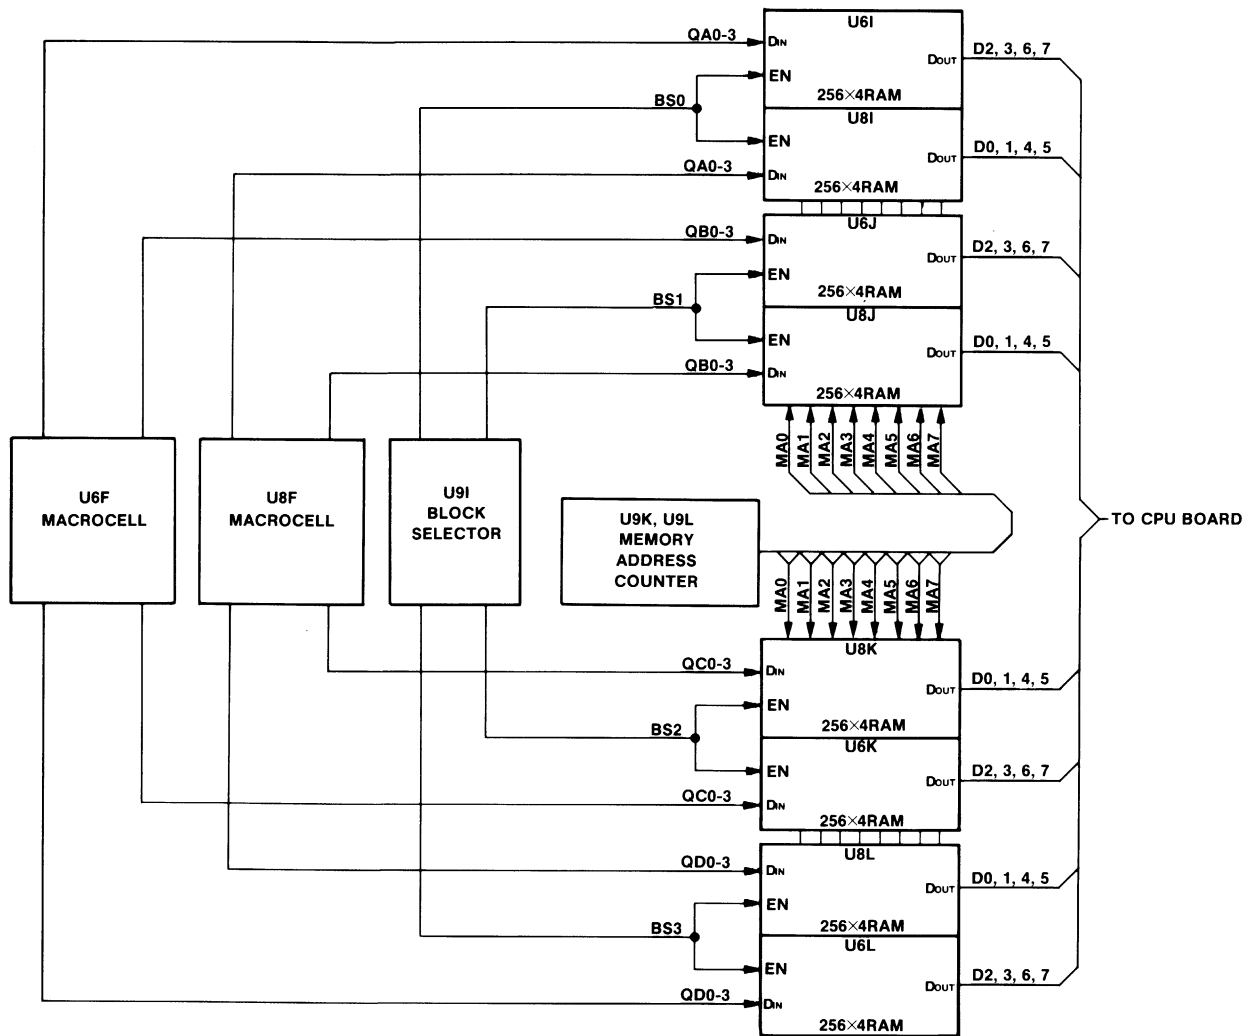 U6I
QA0-3
DIN
DOUT
D2, 3, 6, 7
EN
256×4RAM
BS0
U8I
EN
DOUT
D0, 1, 4, 5
QA0-3
DIN
256×4RAM
U6J
QB0-3
DIN
DOUT
D2, 3, 6, 7
EN
256×4RAM
BS1
U8J
EN
DOUT
D0, 1, 4, 5
QB0-3
DIN
256×4RAM
MA0
MA1
MA2
MA3
MA4
MA5
MA6
MA7
U6F
MACROCELL
U8F
MACROCELL
U9I
BLOCK
SELECTOR
U9K, U9L
MEMORY
ADDRESS
COUNTER
TO CPU BOARD
MA0
MA1
MA2
MA3
MA4
MA5
MA6
MA7
U8K
QC0-3
DIN
DOUT
D0, 1, 4, 5
EN
256×4RAM
BS2
U6K
EN
DOUT
D2, 3, 6, 7
QC0-3
DIN
256×4RAM
U8L
QD0-3
DIN
DOUT
D0, 1, 4, 5
EN
256×4RAM
BS3
U6L
EN
DOUT
D2, 3, 6, 7
QD0-3
DIN
256×4RAM